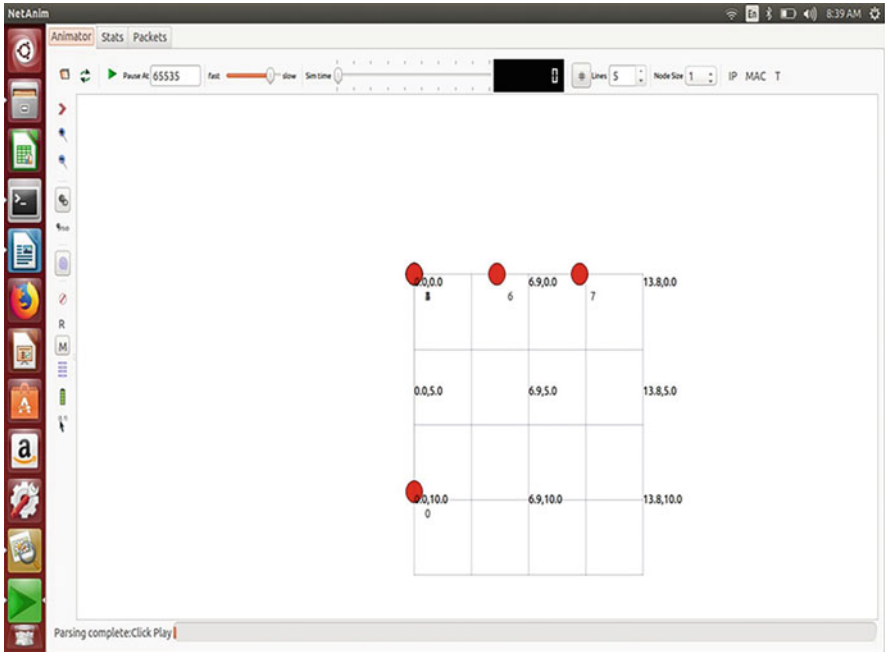 NetAnim
En
8:39 AM
Animator Stats Packets
Pause At 65535 fast slow Sim time 0 Lines 5 Node Size 1 IP MAC T
R
M
0.0,0.0 6.9,0.0 13.8,0.0
6 7
0.0,5.0 6.9,5.0 13.8,5.0
0.0,10.0 6.9,10.0 13.8,10.0
0
Parsing complete:Click Play